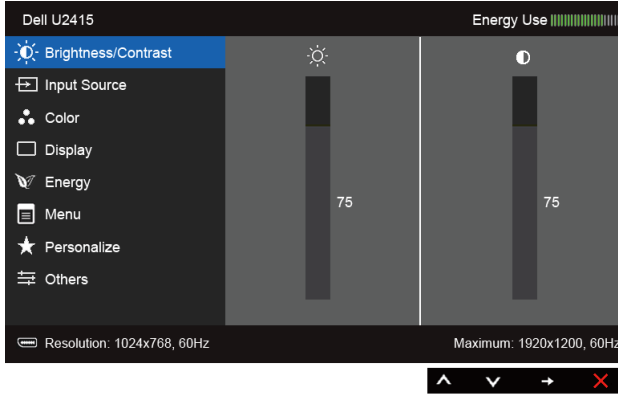 Dell U2415 Energy Use
Brightness/Contrast
Input Source
Color
Display
Energy
Menu
Personalize
Others
75 75
Resolution: 1024x768, 60Hz Maximum: 1920x1200, 60Hz